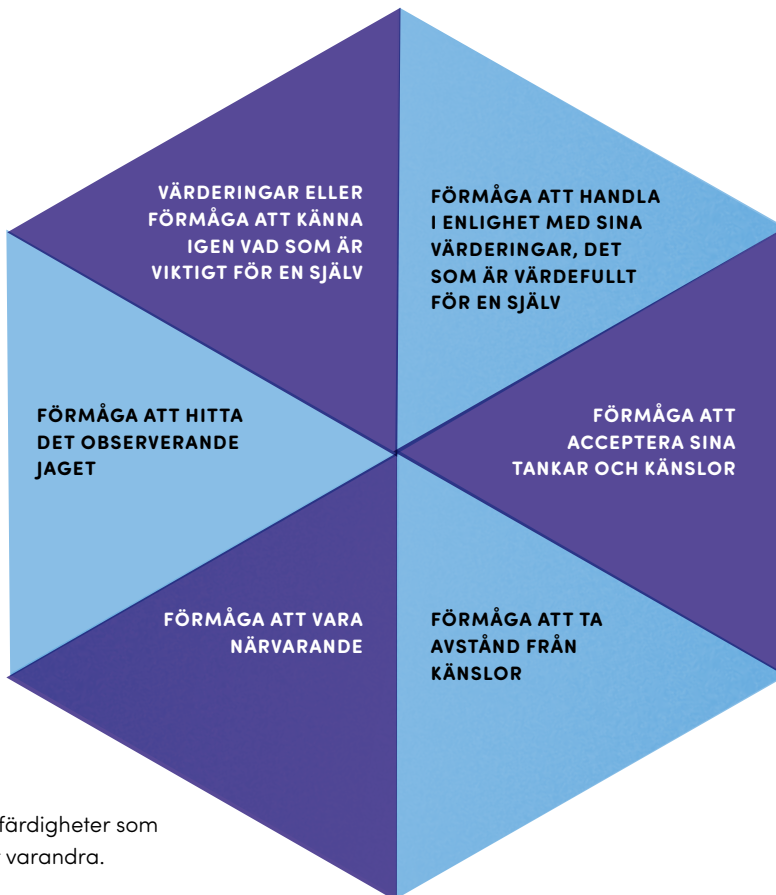 VÄRDERINGAR ELLER
FÖRMÅGA ATT KÄNNA
IGEN VAD SOM ÄR
VIKTIGT FÖR EN SJÄLV
FÖRMÅGA ATT HANDLA
I ENLIGHET MED SINA
VÄRDERINGAR, DET
SOM ÄR VÄRDEFULLT
FÖR EN SJÄLV
FÖRMÅGA ATT HITTA
DET OBSERVERANDE
JAGET
FÖRMÅGA ATT
ACCEPTERA SINA
TANKAR OCH KÄNSLOR
FÖRMÅGA ATT VARA
NÄRVARANDE
FÖRMÅGA ATT TA
AVSTÅND FRÅN
KÄNSLOR
färdigheter som
varandra.